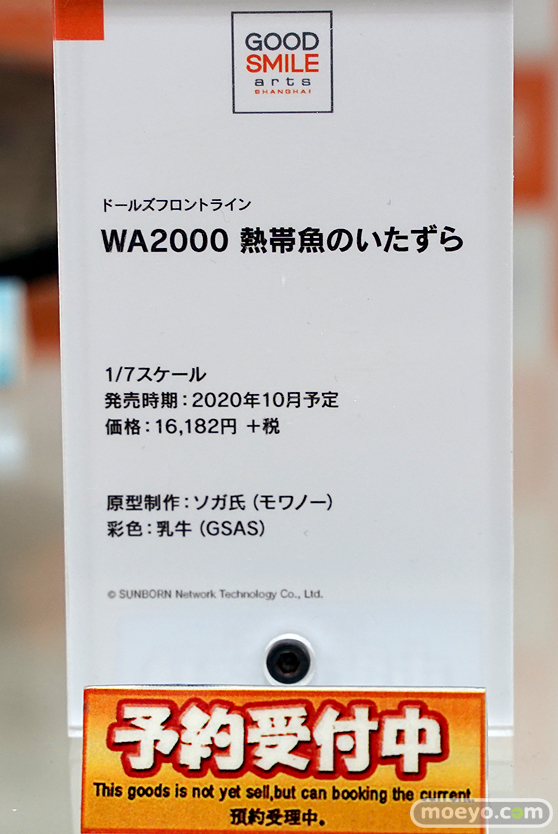 GOOD
SMILE
arts
SHANGHAI
ドールズフロントライン
WA2000 熱帯魚のいたずら
1/7スケール
発売時期：2020年10月予定
価格：16,182円 +税
原型制作：ソガ氏（モワノー）
彩色：乳牛（GSAS）
© SUNBORN Network Technology Co., Ltd.
予約受付中
This goods is not yet sell,but can booking the current
預約受理中。
moeyo.com